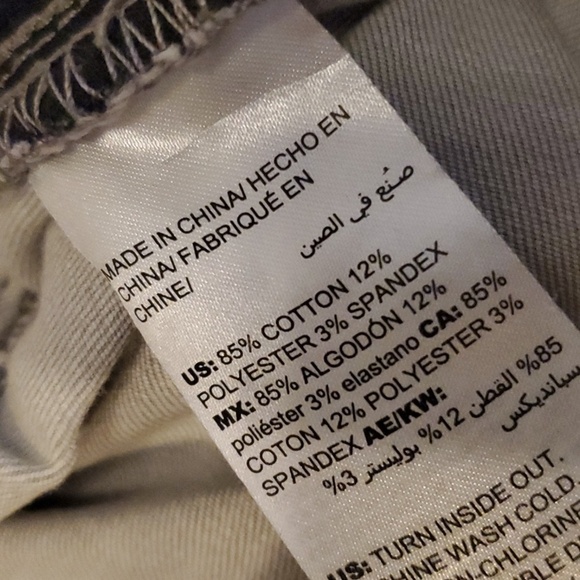 MADE IN CHINA/ HECHO EN
CHINA/ FABRIQUÉ EN
CHINE/
صُنع في الصين
US: 85% COTTON 12%
POLYESTER 3% SPANDEX
MX: 85% ALGODÓN 12%
poliéster 3% elastano CA: 85%
COTON 12% POLYESTER 3%
SPANDEX AE/KW:
85% القطن 12% بوليستر 3%
سبانديكس
US: TURN INSIDE OUT.
WASH COLD.